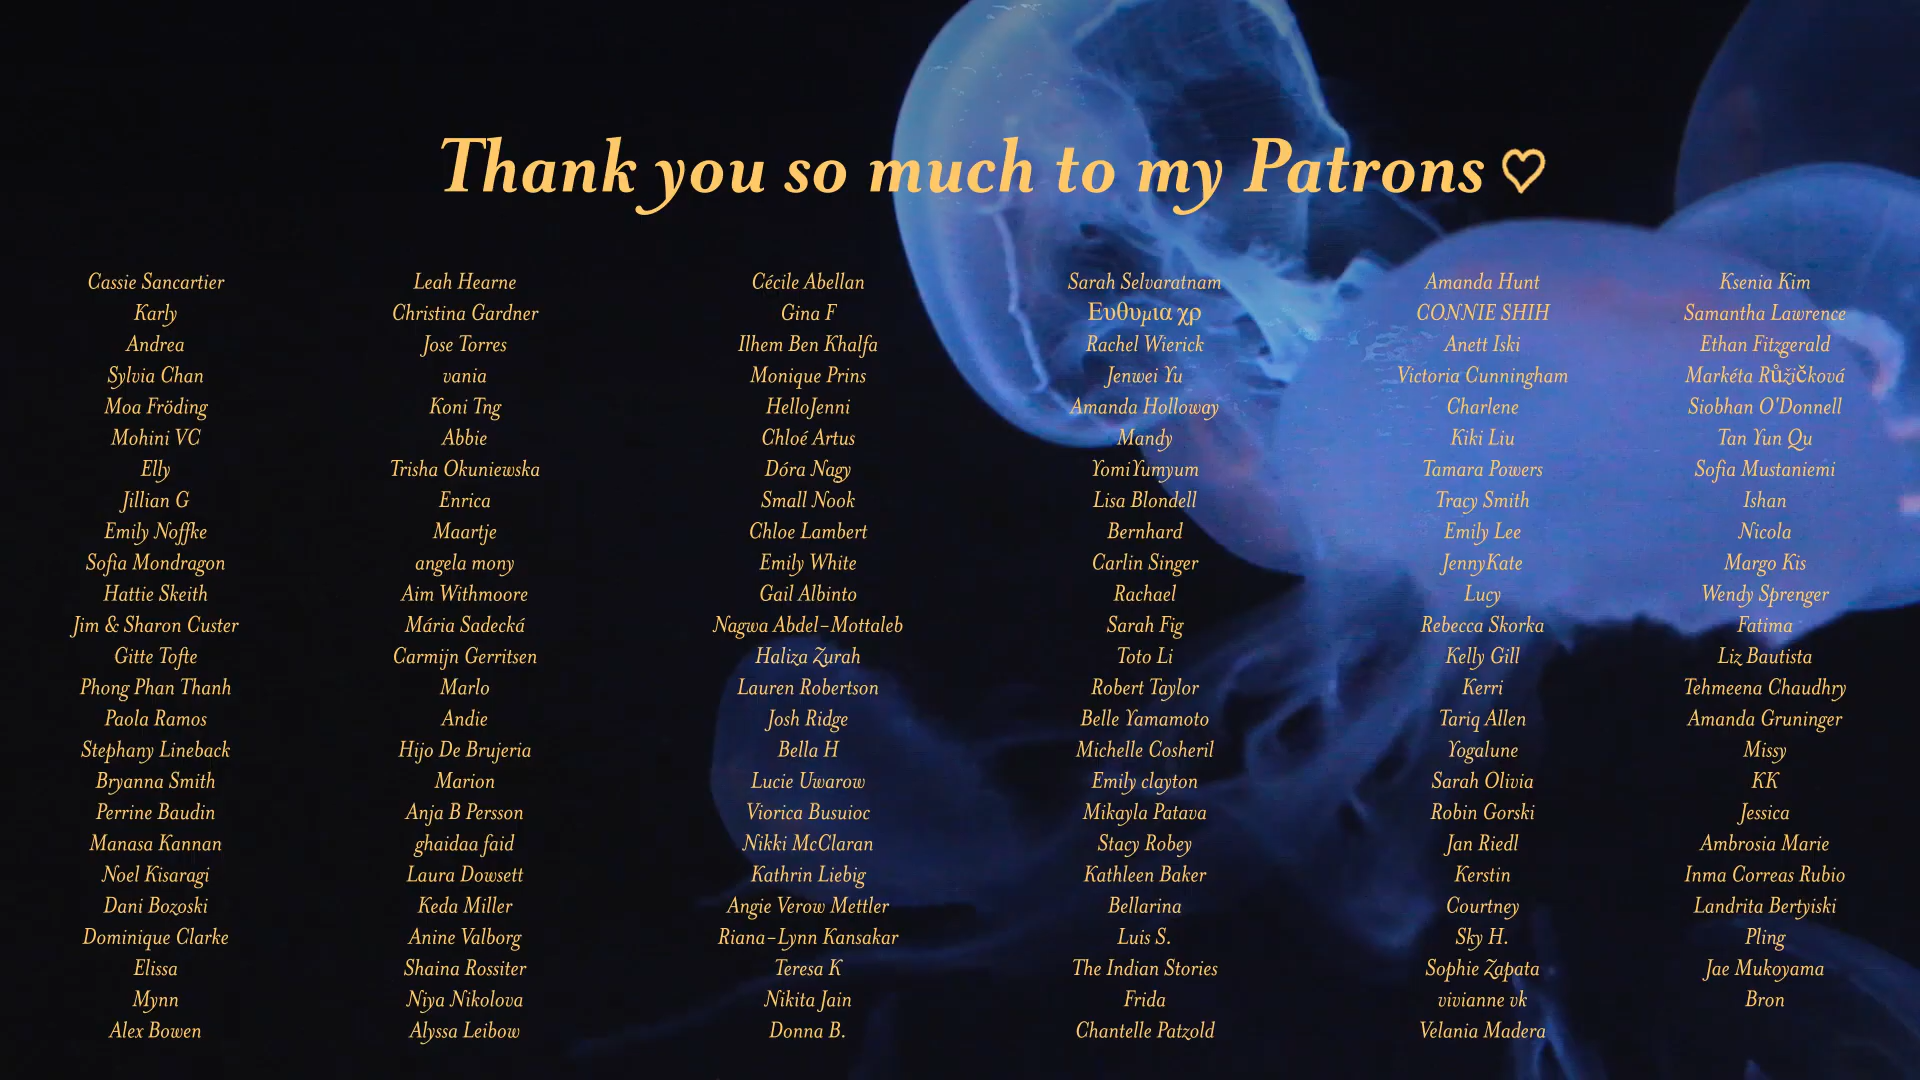 Thank you so much to my Patrons ♡
Cassie Sancartier
Karly
Andrea
Sylvia Chan
Moa Fröding
Mohini VC
Elly
Jillian G
Emily Noffke
Sofia Mondragon
Hattie Skeith
Jim & Sharon Custer
Gitte Tofte
Phong Phan Thanh
Paola Ramos
Stephany Lineback
Bryanna Smith
Perrine Baudin
Manasa Kannan
Noel Kisaragi
Dani Bozoski
Dominique Clarke
Elissa
Mynn
Alex Bowen
Leah Hearne
Christina Gardner
Jose Torres
vania
Koni Tng
Abbie
Trisha Okuniewska
Enrica
Maartje
angela mony
Aim Withmoore
Mária Sadecká
Carmijn Gerritsen
Marlo
Andie
Hijo De Brujeria
Marion
Anja B Persson
ghaidaa faid
Laura Dowsett
Keda Miller
Anine Valborg
Shaina Rossiter
Niya Nikolova
Alyssa Leibow
Cécile Abellan
Gina F
Ilhem Ben Khalfa
Monique Prins
HelloJenni
Chloé Artus
Dóra Nagy
Small Nook
Chloe Lambert
Emily White
Gail Albinto
Nagwa Abdel-Mottaleb
Haliza Zurah
Lauren Robertson
Josh Ridge
Bella H
Lucie Uwarow
Viorica Busuioc
Nikki McClaran
Kathrin Liebig
Angie Verow Mettler
Riana-Lynn Kansakar
Teresa K
Nikita Jain
Donna B.
Sarah Selvaratnam
Ευθυμια χρ
Rachel Wierick
Jenwei Yu
Amanda Holloway
Mandy
YomiYumyum
Lisa Blondell
Bernhard
Carlin Singer
Rachael
Sarah Fig
Toto Li
Robert Taylor
Belle Yamamoto
Michelle Cosheril
Emily clayton
Mikayla Patava
Stacy Robey
Kathleen Baker
Bellarina
Luis S.
The Indian Stories
Frida
Chantelle Patzold
Amanda Hunt
CONNIE SHIH
Anett Iski
Victoria Cunningham
Charlene
Kiki Liu
Tamara Powers
Tracy Smith
Emily Lee
JennyKate
Lucy
Rebecca Skorka
Kelly Gill
Kerri
Tariq Allen
Yogalune
Sarah Olivia
Robin Gorski
Jan Riedl
Kerstin
Courtney
Sky H.
Sophie Zapata
vivianne vk
Velania Madera
Ksenia Kim
Samantha Lawrence
Ethan Fitzgerald
Markéta Růžičková
Siobhan O'Donnell
Tan Yun Qu
Sofia Mustaniemi
Ishan
Nicola
Margo Kis
Wendy Sprenger
Fatima
Liz Bautista
Tehmeena Chaudhry
Amanda Gruninger
Missy
KK
Jessica
Ambrosia Marie
Inma Correas Rubio
Landrita Bertyiski
Pling
Jae Mukoyama
Bron